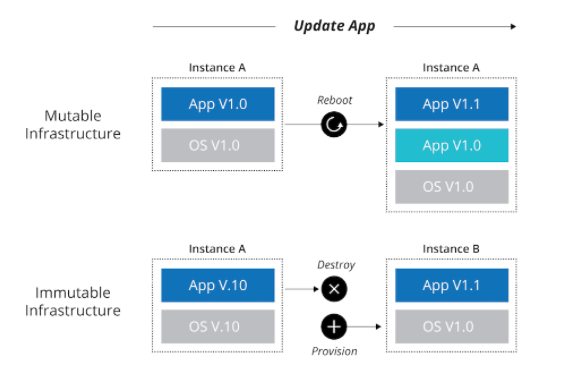 Update App
Instance A
Instance A
Mutable
Infrastructure
App V1.0
OS V1.0
Reboot
App V1.1
App V1.0
OS V1.0
Instance A
Instance B
Immutable
Infrastructure
App V.10
OS V.10
Destroy
Provision
App V1.1
OS V1.0